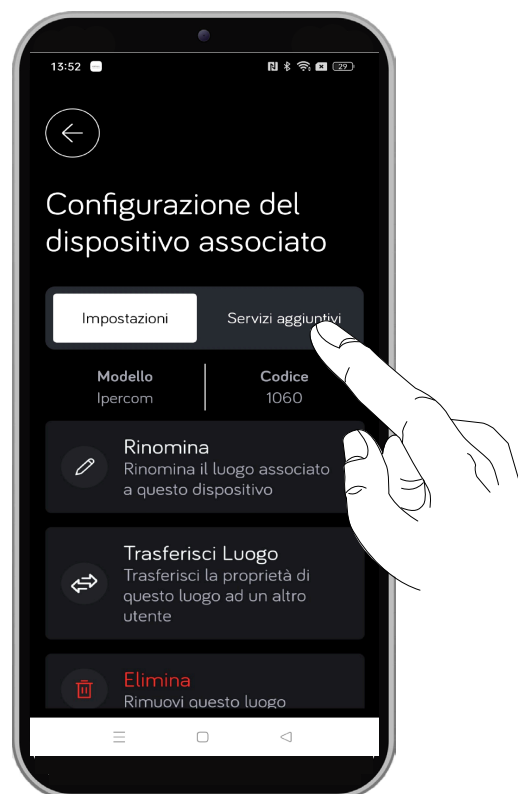 13:52
29
Configurazione del
dispositivo associato
Impostazioni Servizi aggiuntivi
Modello Codice
Ipercom 1060
Rinomina
Rinomina il luogo associato
a questo dispositivo
Trasferisci Luogo
Trasferisci la proprietà di
questo luogo ad un altro
utente
Elimina
Rimuovi questo luogo